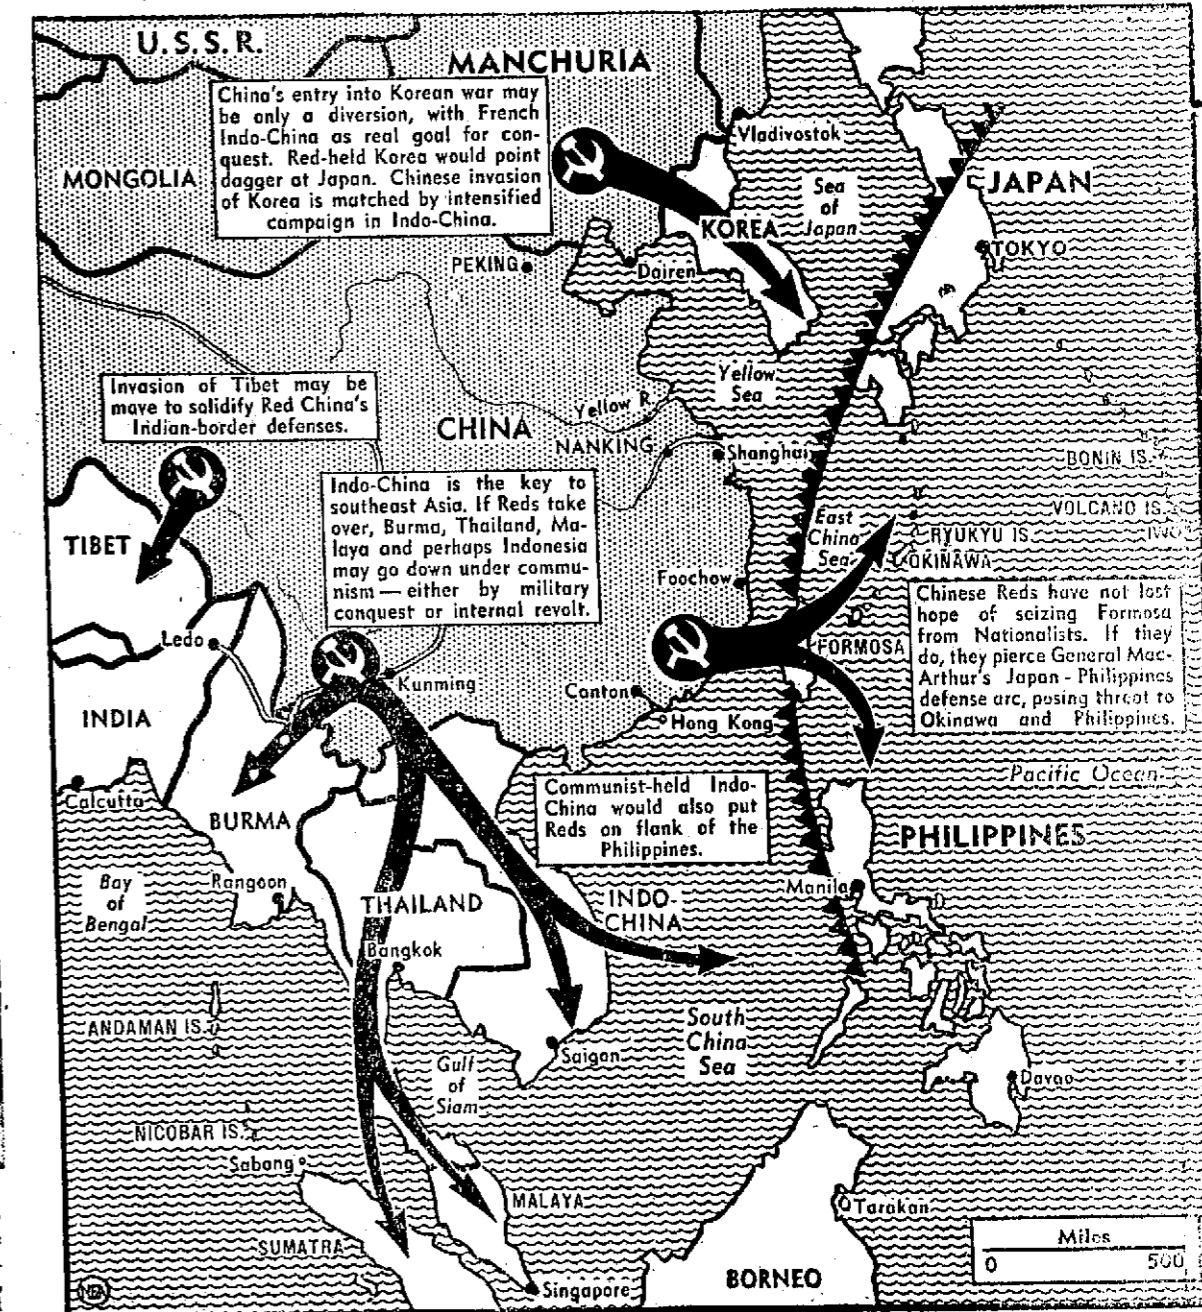 U.S.S.R.
MANCHURIA
China's entry into Korean war may
be only a diversion, with French
Indo-China as real goal for con-
quest. Red-held Korea would point
dagger at Japan. Chinese invasion
of Korea is matched by intensified
campaign in Indo-China.
Vladivostok
MONGOLIA
Sea
of
Japan
JAPAN
KOREA
TOKYO
PEKING
Dairen
Invasion of Tibet may be
move to solidify Red China's
Indian-border defenses.
Yellow
Sea
Yellow R.
CHINA
NANKING
Shanghai
BONIN IS.
Indo-China is the key to
southeast Asia. If Reds take
over, Burma, Thailand, Ma-
laya and perhaps Indonesia
may go down under commu-
nism — either by military
conquest or internal revolt.
VOLCANO IS.
IWO
East
China
Sea
RYUKYU IS.
OKINAWA
TIBET
Foochow
Chinese Reds have not lost
hope of seizing Formosa
from Nationalists. If they
do, they pierce General Mac-
Arthur's Japan - Philippines
defense arc, posing threat to
Okinawa and Philippines.
Ledo
FORMOSA
Kunming
Canton
INDIA
Hong Kong
Pacific Ocean
Communist-held Indo-
China would also put
Reds on flank of the
Philippines.
Calcutta
BURMA
PHILIPPINES
Bay
of
Bengal
Rangoon
Manila
THAILAND
INDO-
CHINA
Bangkok
ANDAMAN IS.
South
China
Sea
Saigon
Gulf
of
Siam
Davao
NICOBAR IS.
Sabang
MALAYA
Tarakan
SUMATRA
Miles
0 500
BORNEO
Singapore
NEA